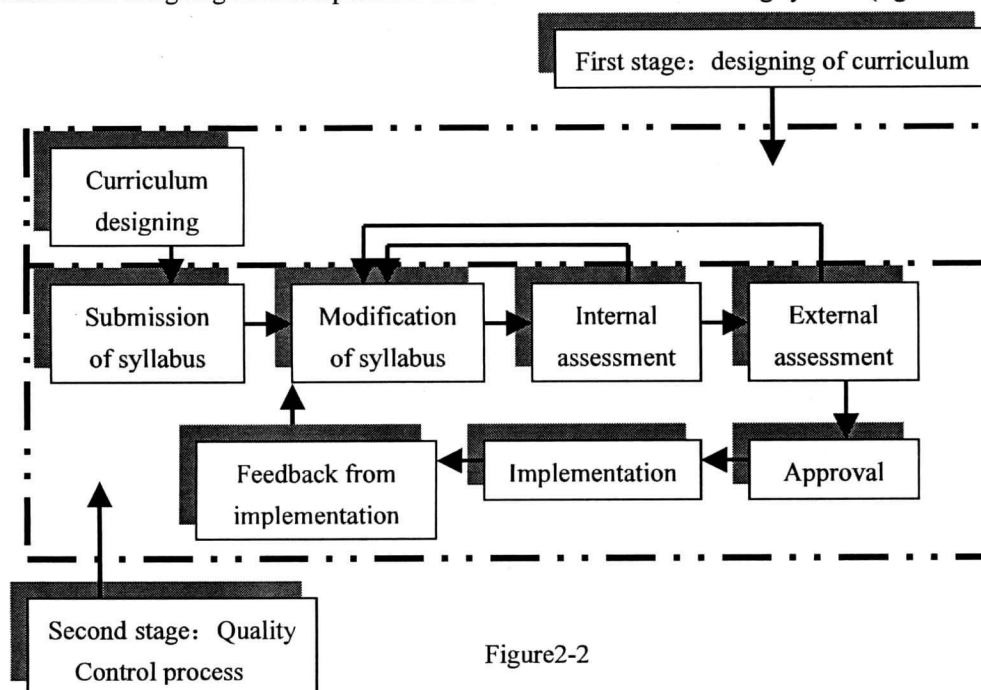 First stage：designing of curriculum
Curriculum
designing
Submission
of syllabus
Modification
of syllabus
Internal
assessment
External
assessment
Feedback from
implementation
Implementation
Approval
Second stage：Quality
Control process
Figure2-2